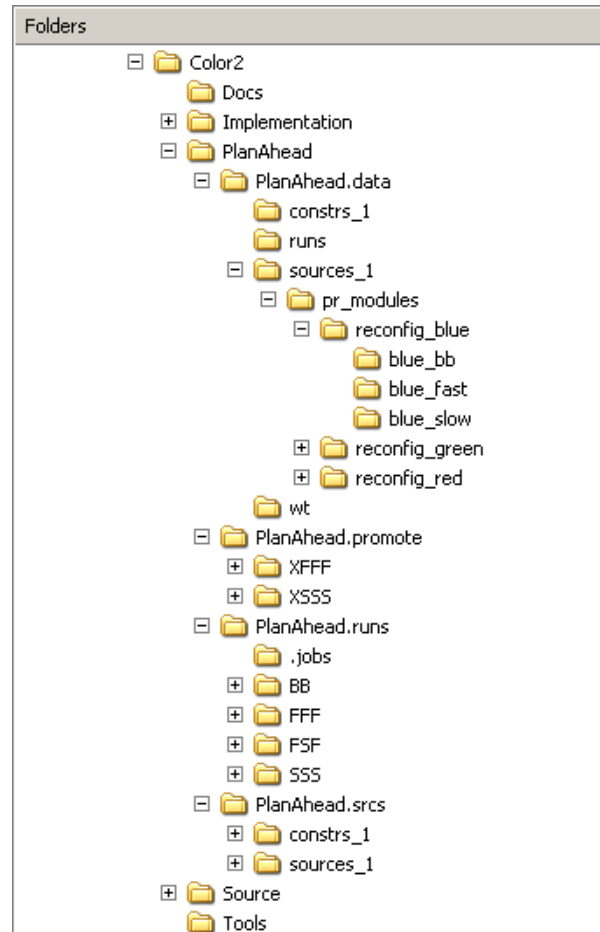 Folders
Color2
Docs
Implementation
PlanAhead
PlanAhead.data
constrs_1
runs
sources_1
pr_modules
reconfig_blue
blue_bb
blue_fast
blue_slow
reconfig_green
reconfig_red
wt
PlanAhead.promote
XFFF
XSSS
PlanAhead.runs
.jobs
BB
FFF
FSF
SSS
PlanAhead.srcs
constrs_1
sources_1
Source
Tools